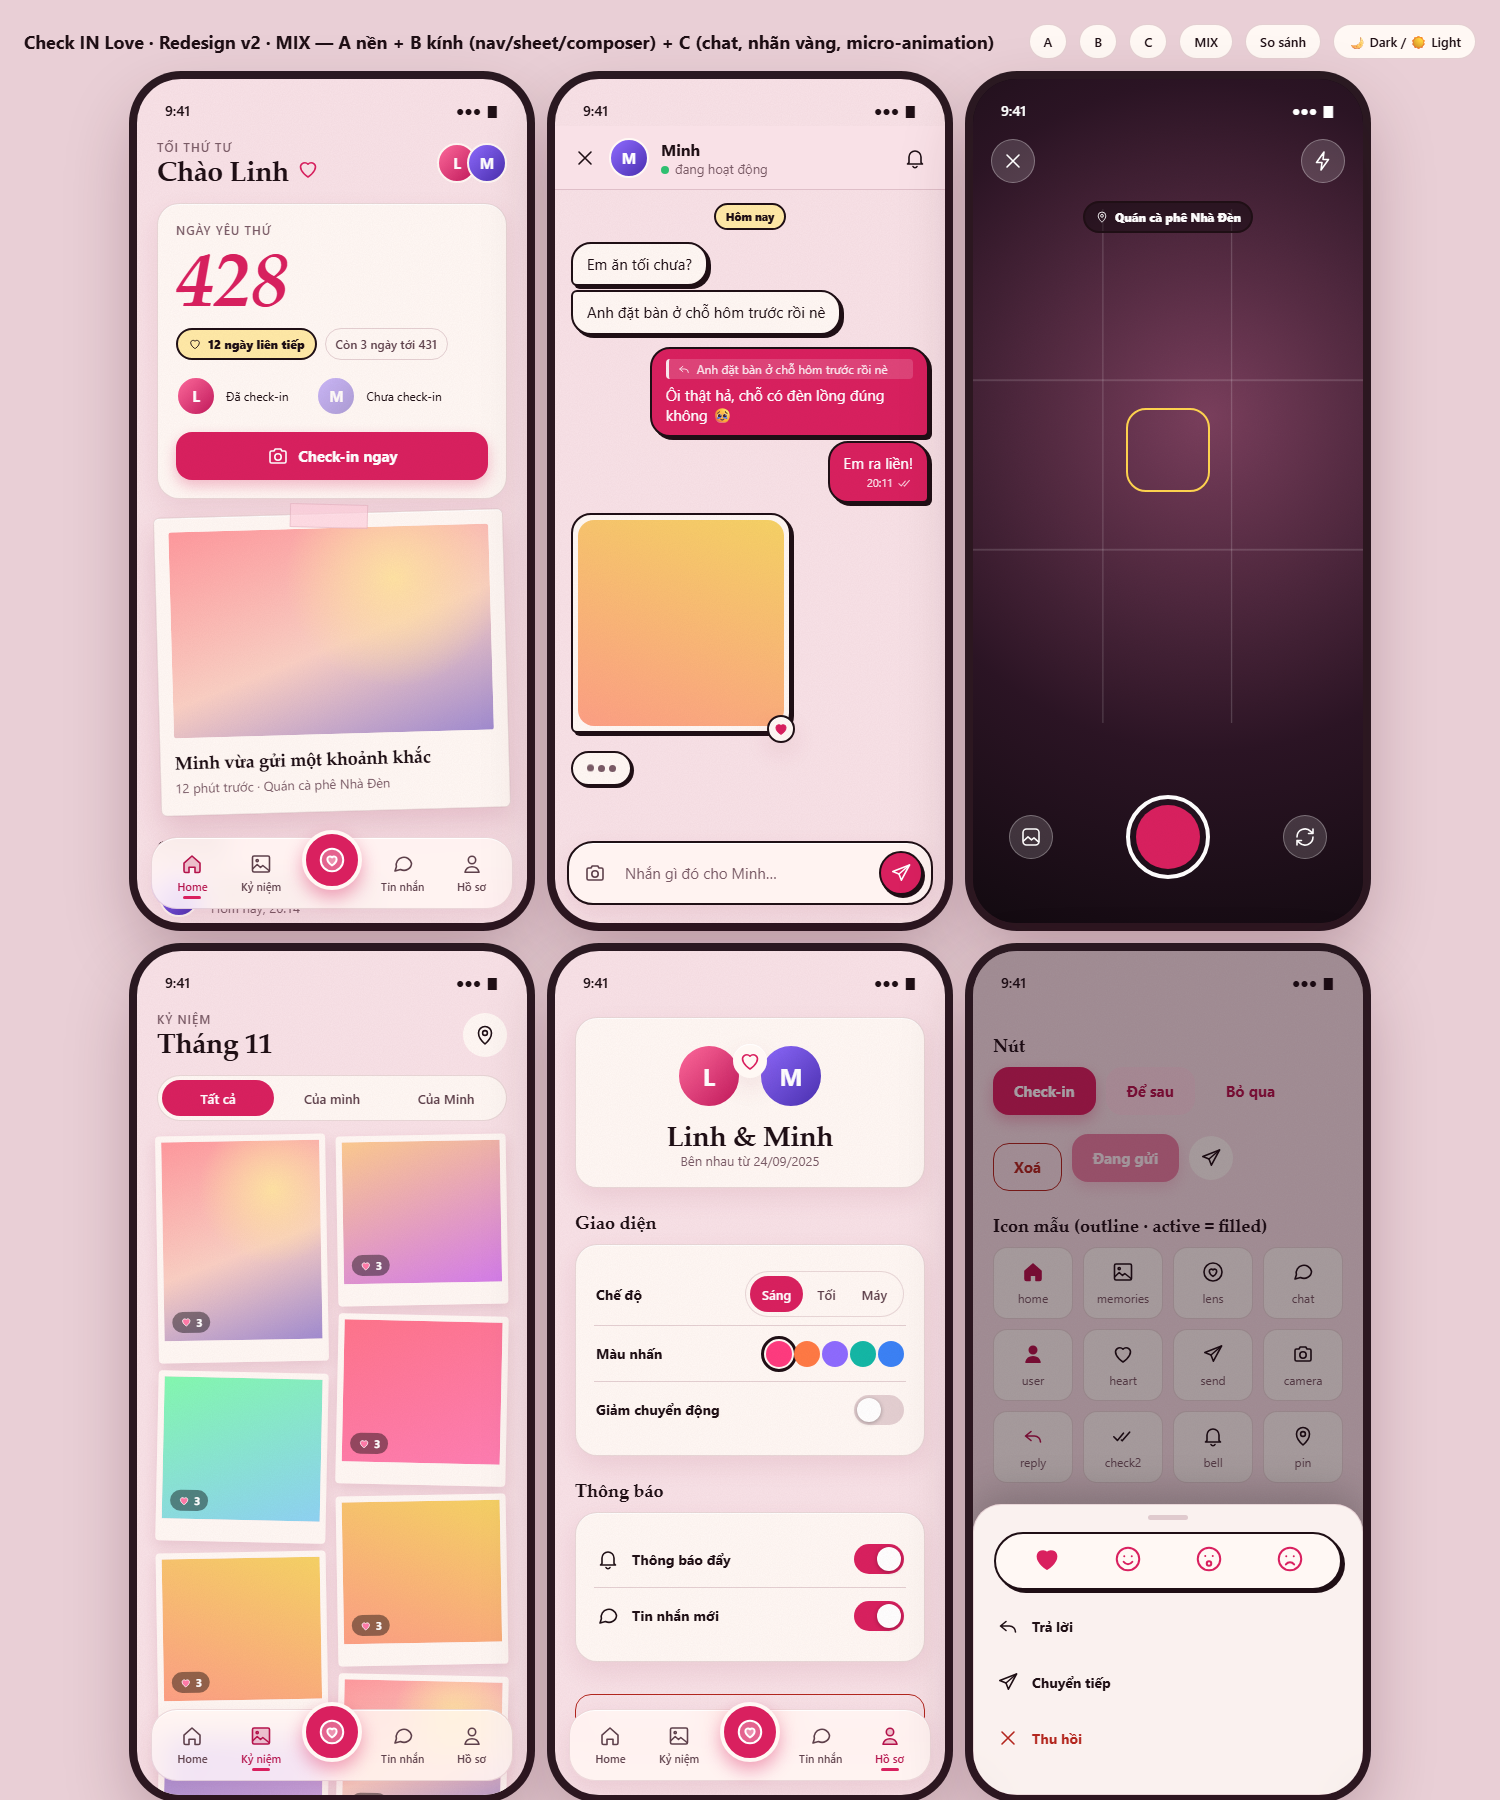 Check IN Love · Redesign v2 · MIX — A nền + B kính (nav/sheet/composer) + C (chat, nhãn vàng, micro-animation)
A
B
C
MIX
So sánh
🌙 Dark / 🌞 Light
9:41
TỐI THỨ TƯ
Chào Linh
L
M
NGÀY YÊU THỨ
428
12 ngày liên tiếp
Còn 3 ngày tới 431
L
Đã check-in
M
Chưa check-in
Check-in ngay
Minh vừa gửi một khoảnh khắc
12 phút trước · Quán cà phê Nhà Đèn
Home
Kỷ niệm
Tin nhắn
Hồ sơ
9:41
M
Minh
đang hoạt động
Hôm nay
Em ăn tối chưa?
Anh đặt bàn ở chỗ hôm trước rồi nè
Anh đặt bàn ở chỗ hôm trước rồi nè
Ôi thật hả, chỗ có đèn lồng đúng
không 🥹
Em ra liền!
20:11
Nhắn gì đó cho Minh...
9:41
Quán cà phê Nhà Đèn
9:41
KỶ NIỆM
Tháng 11
Tất cả
Của mình
Của Minh
3
3
3
3
3
3
Home
Kỷ niệm
Tin nhắn
Hồ sơ
9:41
L
M
Linh & Minh
Bên nhau từ 24/09/2025
Giao diện
Chế độ
Sáng
Tối
Máy
Màu nhấn
Giảm chuyển động
Thông báo
Thông báo đẩy
Tin nhắn mới
Home
Kỷ niệm
Tin nhắn
Hồ sơ
9:41
Nút
Check-in
Để sau
Bỏ qua
Xoá
Đang gửi
Icon mẫu (outline · active = filled)
home
memories
lens
chat
user
heart
send
camera
reply
check2
bell
pin
Trả lời
Chuyển tiếp
Thu hồi